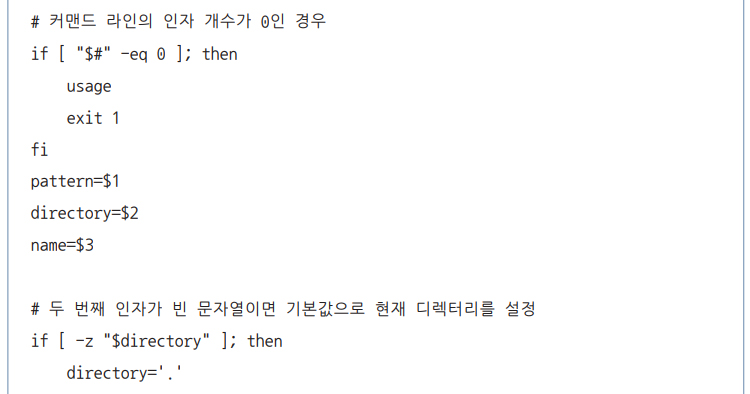 # 커맨드 라인의 인자 개수가 0인 경우
if [ "$#" -eq 0 ]; then
    usage
    exit 1
fi
pattern=$1
directory=$2
name=$3

# 두 번째 인자가 빈 문자열이면 기본값으로 현재 디렉터리를 설정
if [ -z "$directory" ]; then
    directory='.'